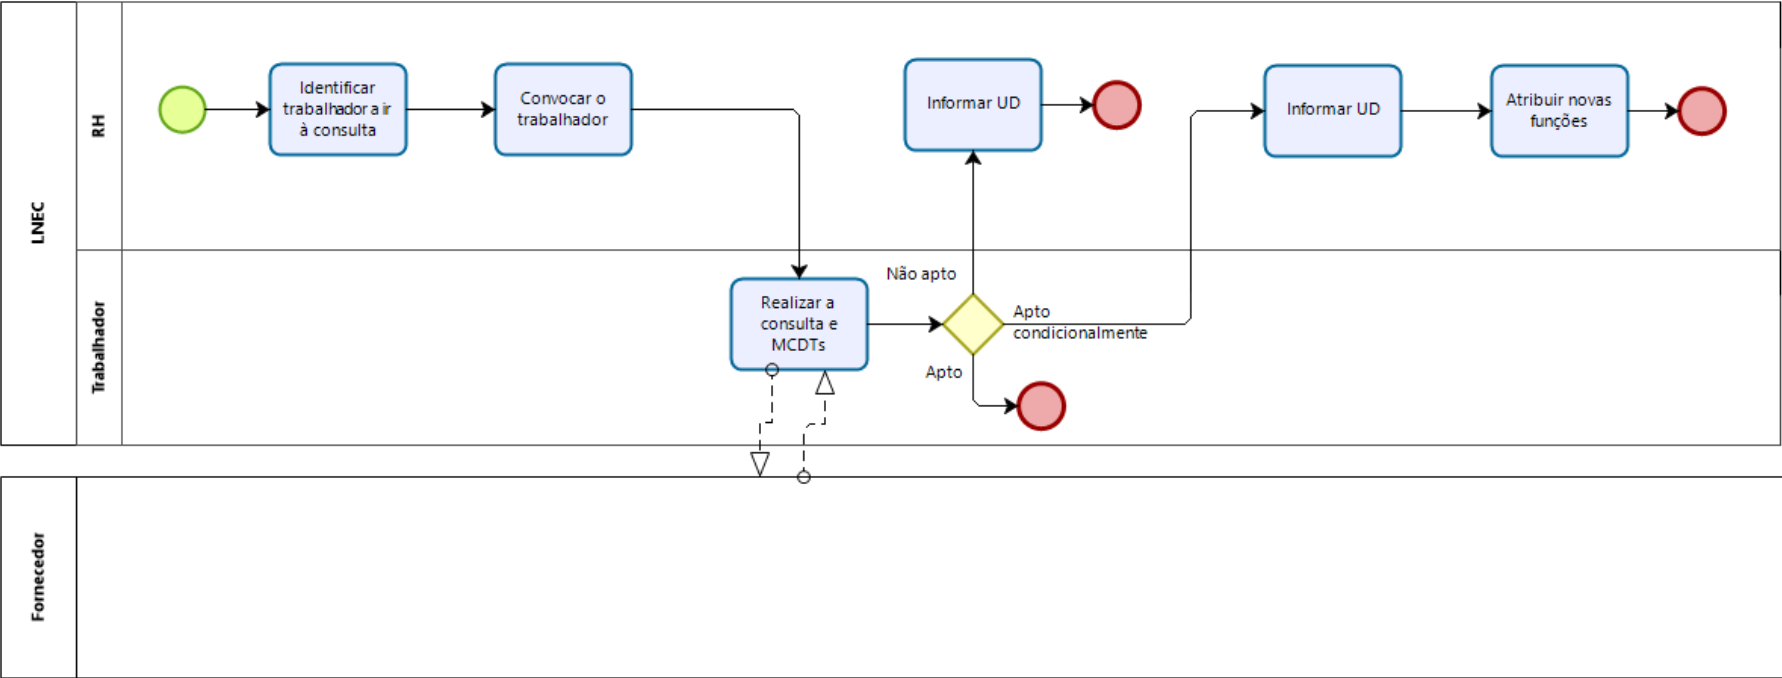 LNEC
RH
Identificar
trabalhador a ir
à consulta
Convocar o
trabalhador
Informar UD
Informar UD
Atribuir novas
funções
Trabalhador
Realizar a
consulta e
MCDTs
Não apto
Apto
condicionalmente
Apto
Fornecedor